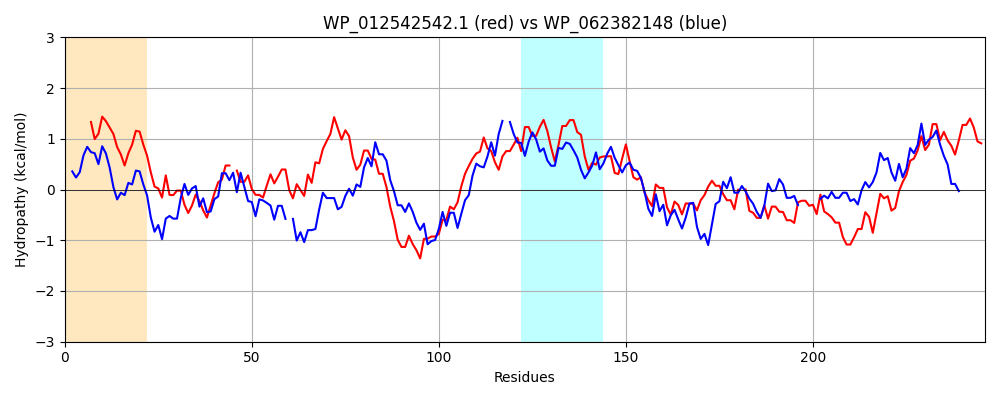 WP_012542542.1 (red) vs WP_062382148 (blue)
Hydropathy (kcal/mol)
3
2
1
0
−1
−2
−3
0 50 100 150 200
Residues